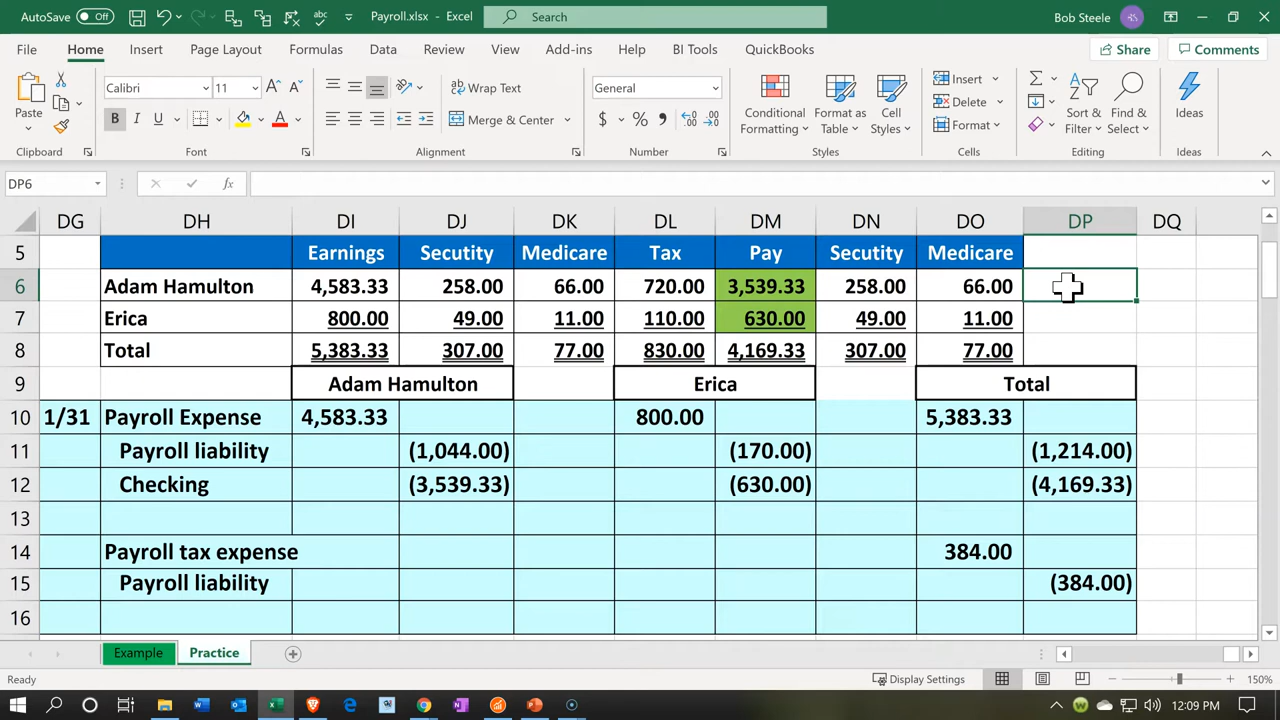 AutoSave Off Payroll.xlsx - Excel Search Bob Steele BS
File Home Insert Page Layout Formulas Data Review View Add-ins Help BI Tools QuickBooks Share Comments
Paste Calibri 11 Wrap Text General Conditional Formatting Format as Table Cell Styles Insert Sort & Filter Find & Select Ideas
B I U Merge & Center $ % Delete
Format
Clipboard Font Alignment Number Styles Cells Editing Ideas
DP6 fx
DG DH DI DJ DK DL DM DN DO DP DQ
5 Earnings Secutity Medicare Tax Pay Secutity Medicare
6 Adam Hamulton 4,583.33 258.00 66.00 720.00 3,539.33 258.00 66.00
7 Erica 800.00 49.00 11.00 110.00 630.00 49.00 11.00
8 Total 5,383.33 307.00 77.00 830.00 4,169.33 307.00 77.00
9 Adam Hamulton Erica Total
10 1/31 Payroll Expense 4,583.33 800.00 5,383.33
11 Payroll liability (1,044.00) (170.00) (1,214.00)
12 Checking (3,539.33) (630.00) (4,169.33)
13
14 Payroll tax expense 384.00
15 Payroll liability (384.00)
16
Example Practice
Ready Display Settings 150%
12:09 PM